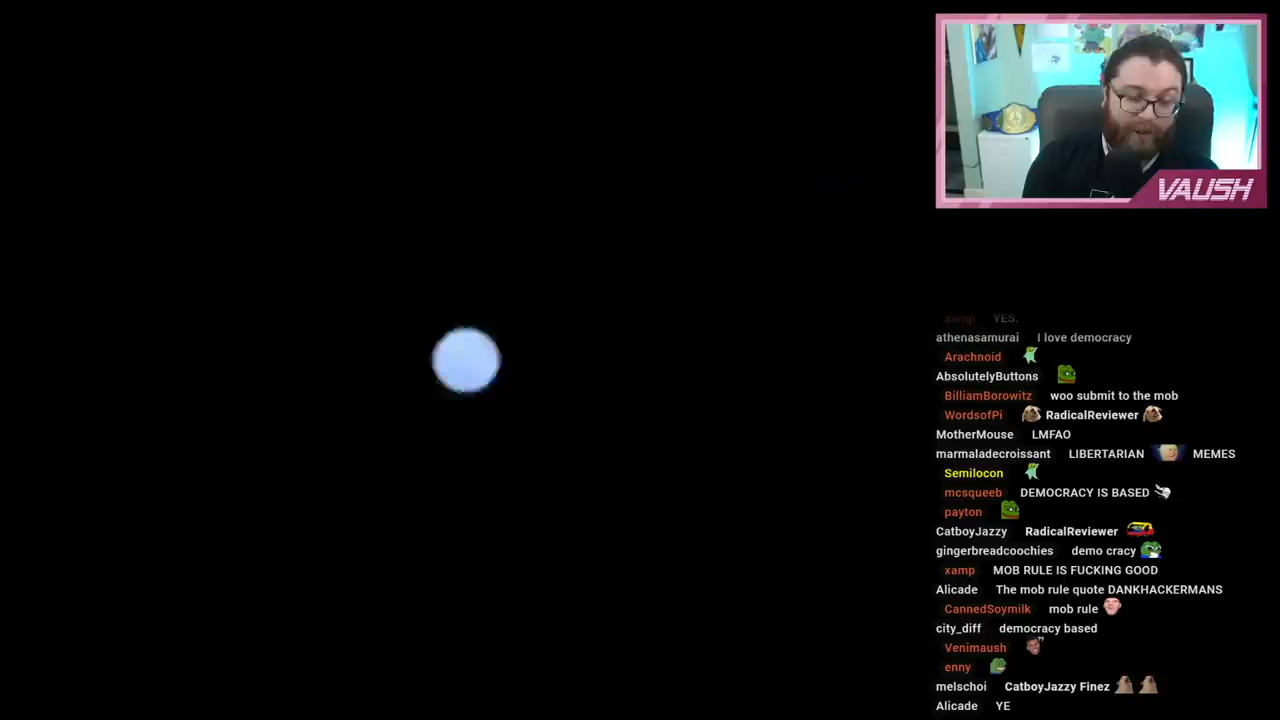 VAUSH
xamp YES.
athenasamurai I love democracy
Arachnoid
AbsolutelyButtons
BilliamBorowitz woo submit to the mob
WordsofPi RadicalReviewer
MotherMouse LMFAO
marmaladecroissant LIBERTARIAN MEMES
Semilocon
mcsqueeb DEMOCRACY IS BASED
payton
CatboyJazzy RadicalReviewer
gingerbreadcoochies demo cracy
xamp MOB RULE IS FUCKING GOOD
Alicade The mob rule quote DANKHACKERMANS
CannedSoymilk mob rule
city_diff democracy based
Venimaush
enny
melschoi CatboyJazzy Finez
Alicade YE